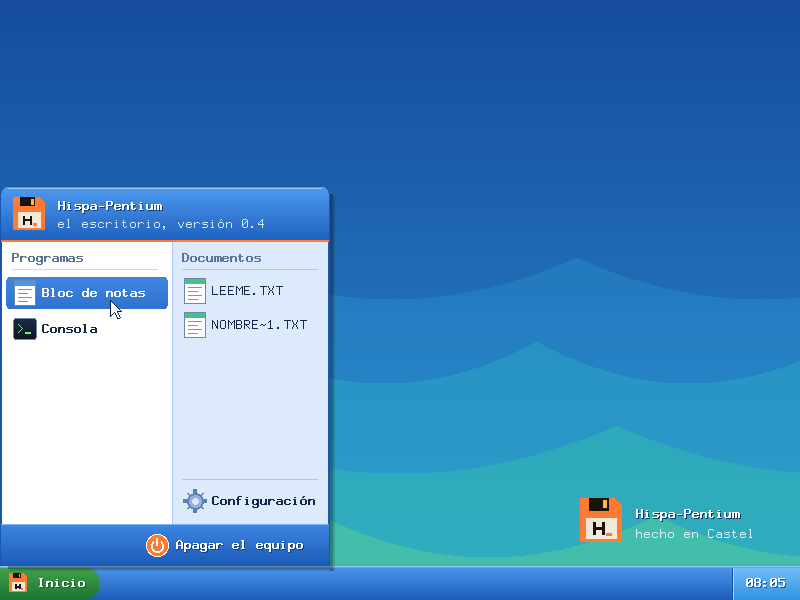 Hispa-Pentium
el escritorio, versión 0.4
H.
Programas
Bloc de notas
Consola
Documentos
LEEME.TXT
NOMBRE~1.TXT
Configuración
Apagar el equipo
H.
Hispa-Pentium
hecho en Castel
Inicio
08:05